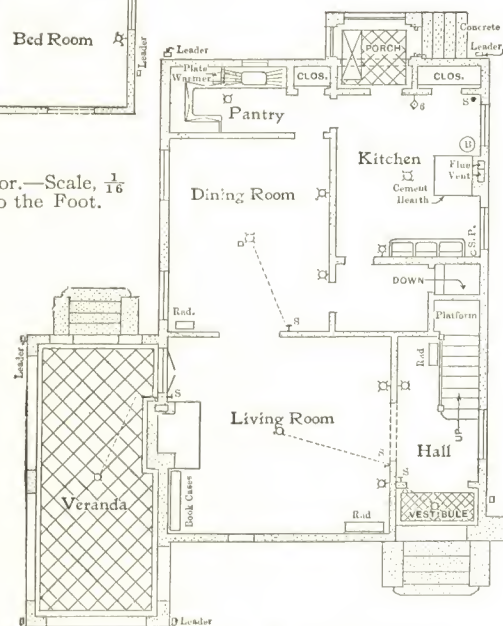 Bed Room
Leader
or.—Scale, 1/16
o the Foot.
Leader
Plate
Warmer
CLOS.
PORCH
Concrete
Leader
CLOS.
Pantry
6
S
B
Kitchen
Flue
Vent
Cement
Hearth
Dining Room
S.P.
DOWN
Rad.
S
Platform
Leader
Rad
S
Living Room
UP
Hall
S
S
Veranda
Book Cases
Rad
VESTIBULE
Leader